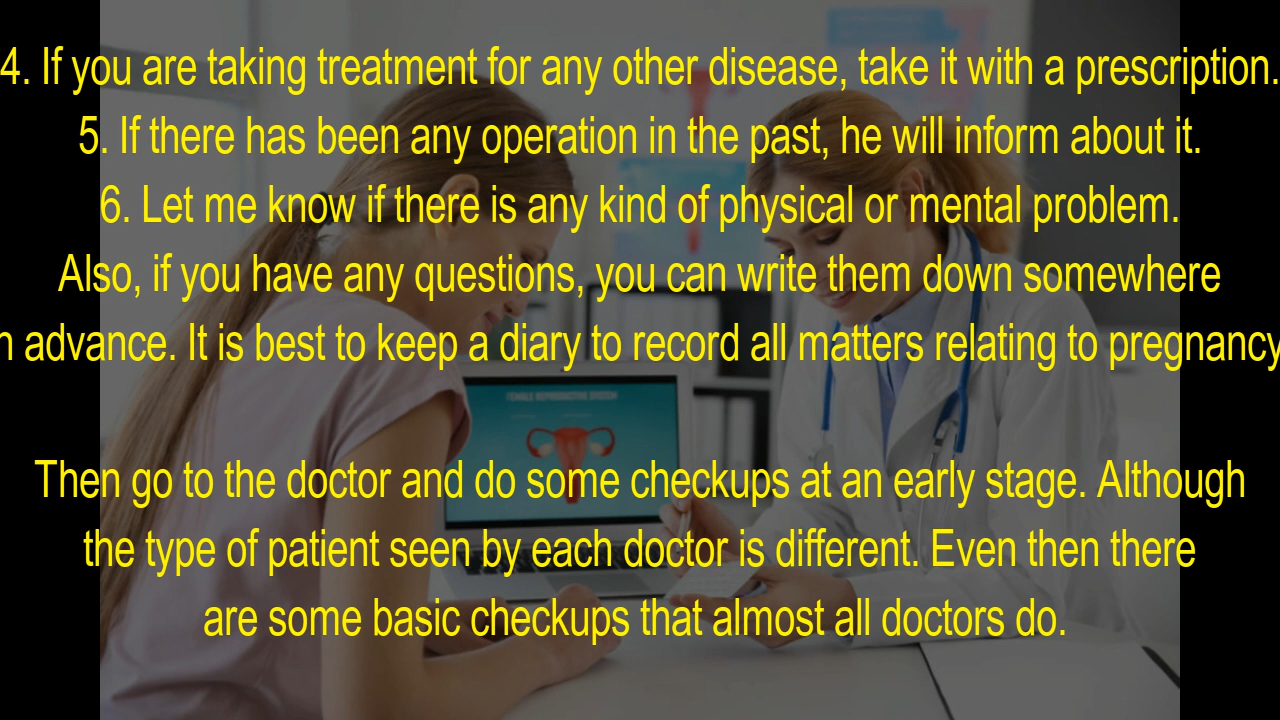 4. If you are taking treatment for any other disease, take it with a prescription.
5. If there has been any operation in the past, he will inform about it.
6. Let me know if there is any kind of physical or mental problem.
Also, if you have any questions, you can write them down somewhere
advance. It is best to keep a diary to record all matters relating to pregnancy
FEMALE REPRODUCTIVE SYSTEM
Then go to the doctor and do some checkups at an early stage. Although
the type of patient seen by each doctor is different. Even then there
are some basic checkups that almost all doctors do.